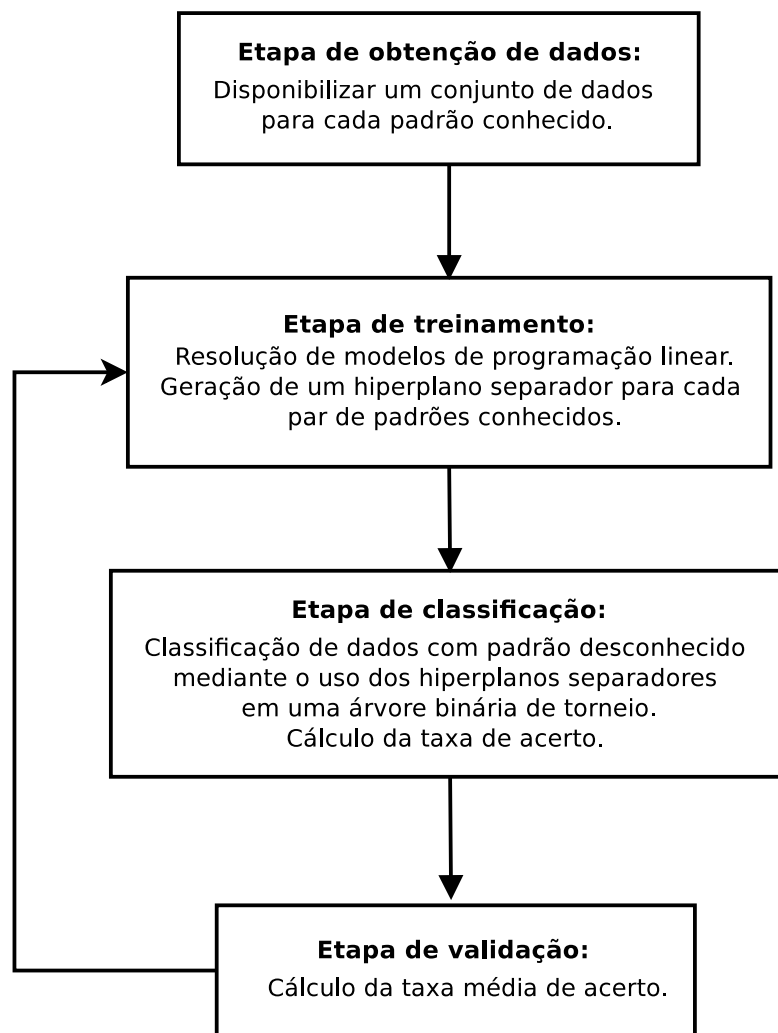 Etapa de obtenção de dados:
Disponibilizar um conjunto de dados
para cada padrão conhecido.
Etapa de treinamento:
Resolução de modelos de programação linear.
Geração de um hiperplano separador para cada
par de padrões conhecidos.
Etapa de classificação:
Classificação de dados com padrão desconhecido
mediante o uso dos hiperplanos separadores
em uma árvore binária de torneio.
Cálculo da taxa de acerto.
Etapa de validação:
Cálculo da taxa média de acerto.